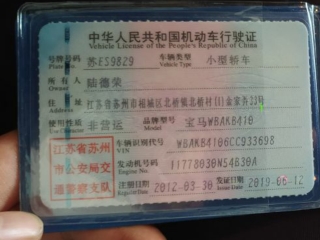 中华人民共和国机动车行驶证
Vehicle License of the People's Republic of China
号牌号码 苏E59829 车辆类型 小型轿车
Plate No. Vehicle Type
所有人 陆德荣
Owner
住址 江苏省苏州市相城区北桥镇北桥村(1)金家弄33号
使用性质 非营运 品牌型号 宝马WBAKB410
江苏省苏州
市公安局交
通警察支队
车辆识别代号 WBAKB4106CC933698
VIN
发动机号码 11778030N54B30A
注册日期 2012-03-30 发证日期 2019-06-12
Register Date Issue Date